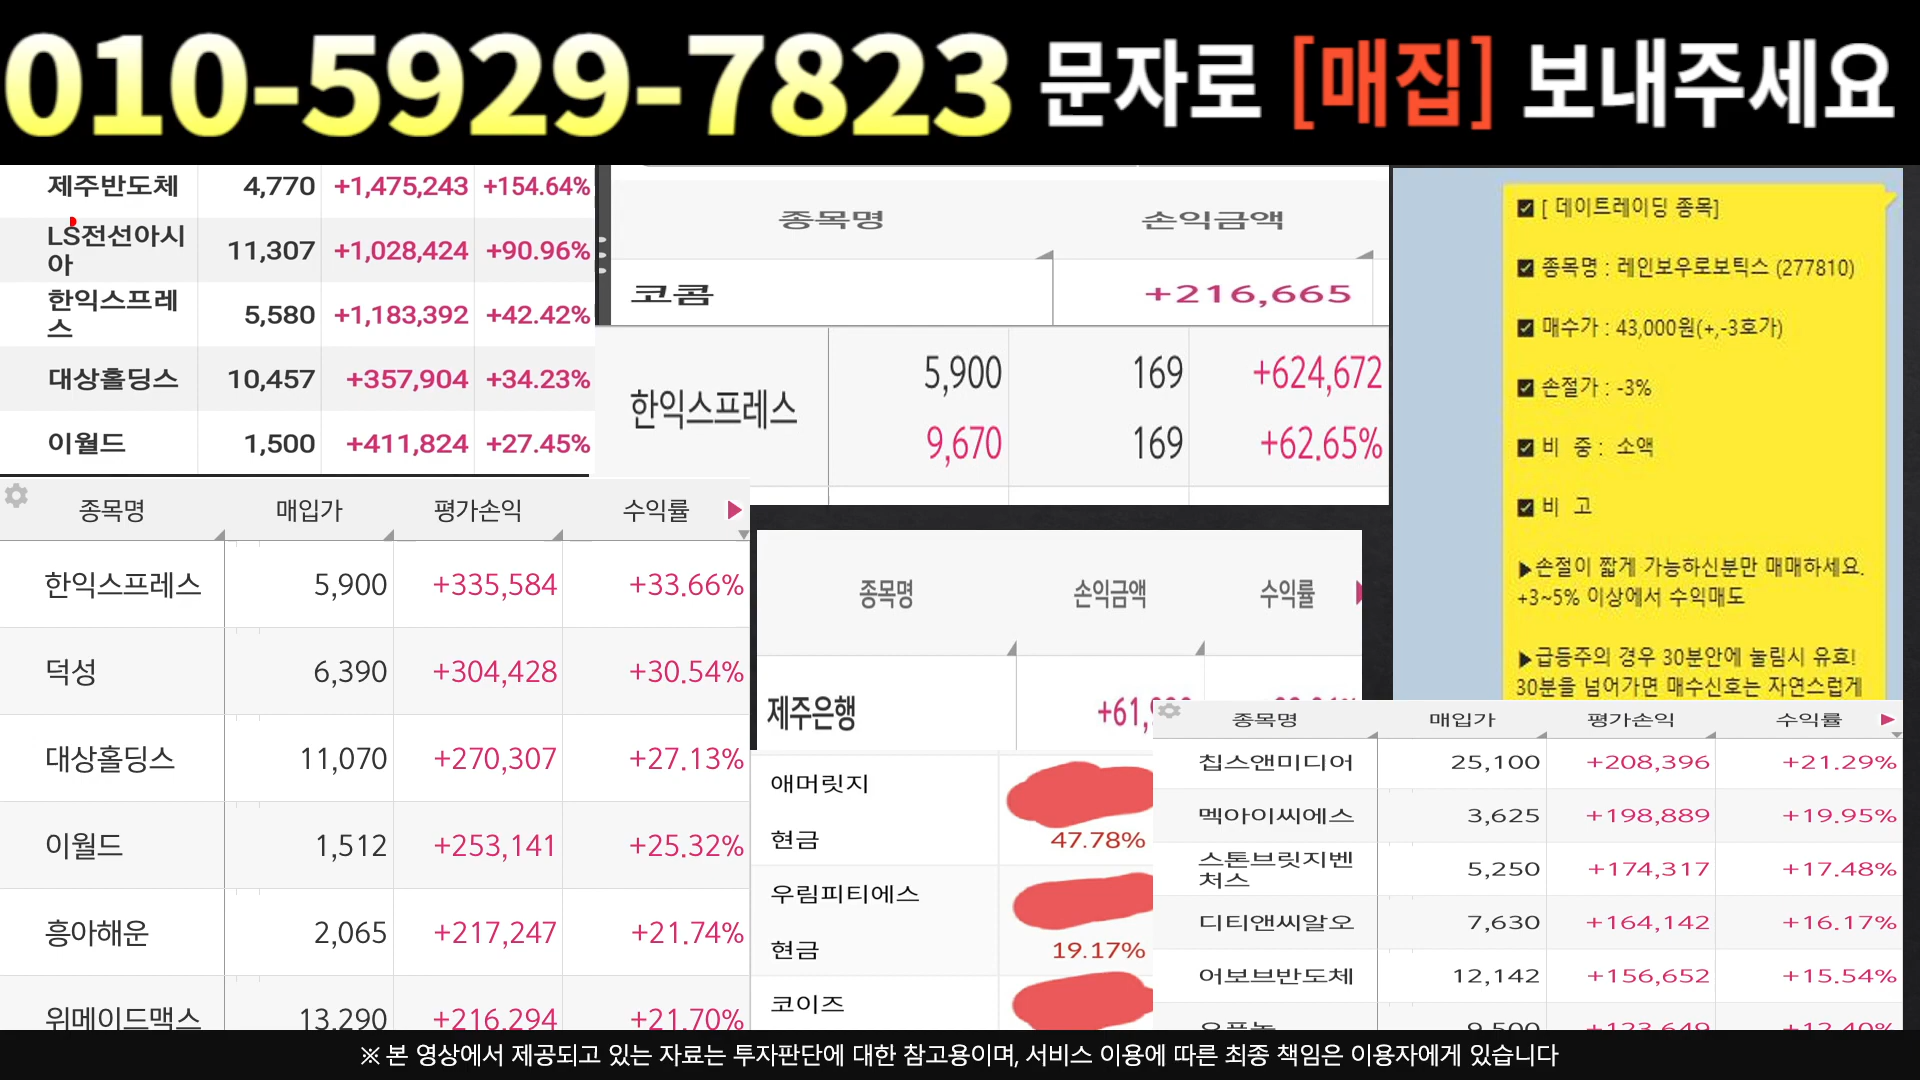 010-5929-7823 문자로 [매집] 보내주세요
제주반도체 4,770 +1,475,243 +154.64%
LS전선아시
아 11,307 +1,028,424 +90.96%
한익스프레
스 5,580 +1,183,392 +42.42%
대상홀딩스 10,457 +357,904 +34.23%
이월드 1,500 +411,824 +27.45%
종목명 손익금액
코콤 +216,665
한익스프레스 5,900 169 +624,672
9,670 169 +62.65%
[ 데이트레이딩 종목]
종목명 : 레인보우로보틱스 (277810)
매수가 : 43,000원(+,-3호가)
손절가 : -3%
비 중 : 소액
비 고
▶손절이 짧게 가능하신분만 매매하세요.
+3~5% 이상에서 수익매도
▶급등주의 경우 30분안에 눌림시 유효!
30분을 넘어가면 매수신호는 자연스럽게
종목명 매입가 평가손익 수익률
한익스프레스 5,900 +335,584 +33.66%
덕성 6,390 +304,428 +30.54%
대상홀딩스 11,070 +270,307 +27.13%
이월드 1,512 +253,141 +25.32%
흥아해운 2,065 +217,247 +21.74%
위메이드맥스 13,290 +216,294 +21.70%
종목명 손익금액 수익률
제주은행
애머릿지
현금 47.78%
우림피티에스
현금 19.17%
코이즈
종목명 매입가 평가손익 수익률
칩스앤미디어 25,100 +208,396 +21.29%
멕아이씨에스 3,625 +198,889 +19.95%
스톤브릿지벤
처스 5,250 +174,317 +17.48%
디티앤씨알오 7,630 +164,142 +16.17%
어보브반도체 12,142 +156,652 +15.54%
※ 본 영상에서 제공되고 있는 자료는 투자판단에 대한 참고용이며, 서비스 이용에 따른 최종 책임은 이용자에게 있습니다